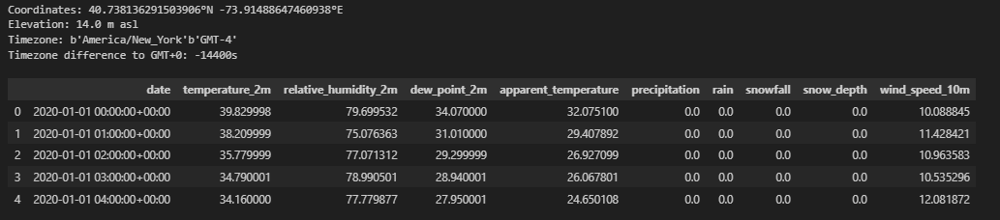 Coordinates: 40.738136291503906°N -73.91488647460938°E
Elevation: 14.0 m asl
Timezone: b'America/New_York'b'GMT-4'
Timezone difference to GMT+0: -14400s
date temperature_2m relative_humidity_2m dew_point_2m apparent_temperature precipitation rain snowfall snow_depth wind_speed_10m
0 2020-01-01 00:00:00+00:00 39.829998 79.699532 34.070000 32.075100 0.0 0.0 0.0 0.0 10.088845
1 2020-01-01 01:00:00+00:00 38.209999 75.076363 31.010000 29.407892 0.0 0.0 0.0 0.0 11.428421
2 2020-01-01 02:00:00+00:00 35.779999 77.071312 29.299999 26.927099 0.0 0.0 0.0 0.0 10.963583
3 2020-01-01 03:00:00+00:00 34.790001 78.990501 28.940001 26.067801 0.0 0.0 0.0 0.0 10.535296
4 2020-01-01 04:00:00+00:00 34.160000 77.779877 27.950001 24.650108 0.0 0.0 0.0 0.0 12.081872